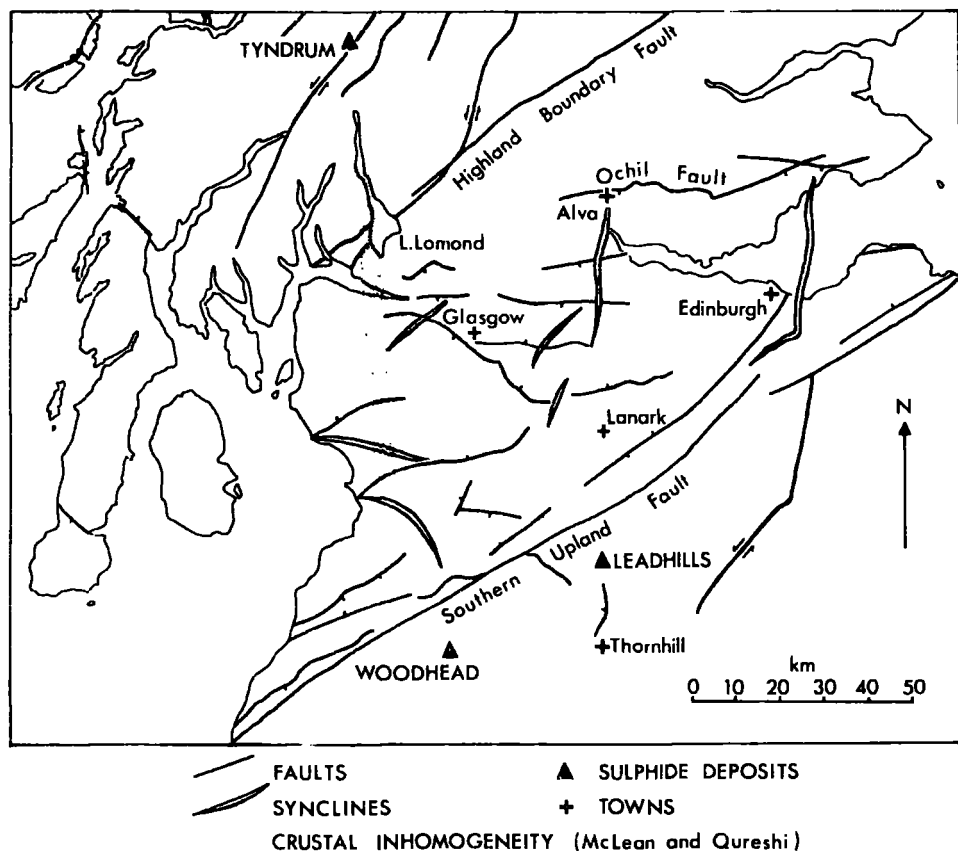 TYNDRUM
Highland Boundary Fault
Ochil Fault
Alva
L.Lomond
Edinburgh
Glasgow
Lanark
N
Southern Upland Fault
LEADHILLS
Thornhill
WOODHEAD
km
0 10 20 30 40 50
FAULTS
SULPHIDE DEPOSITS
SYNCLINES
TOWNS
CRUSTAL INHOMOGENEITY (McLean and Qureshi)